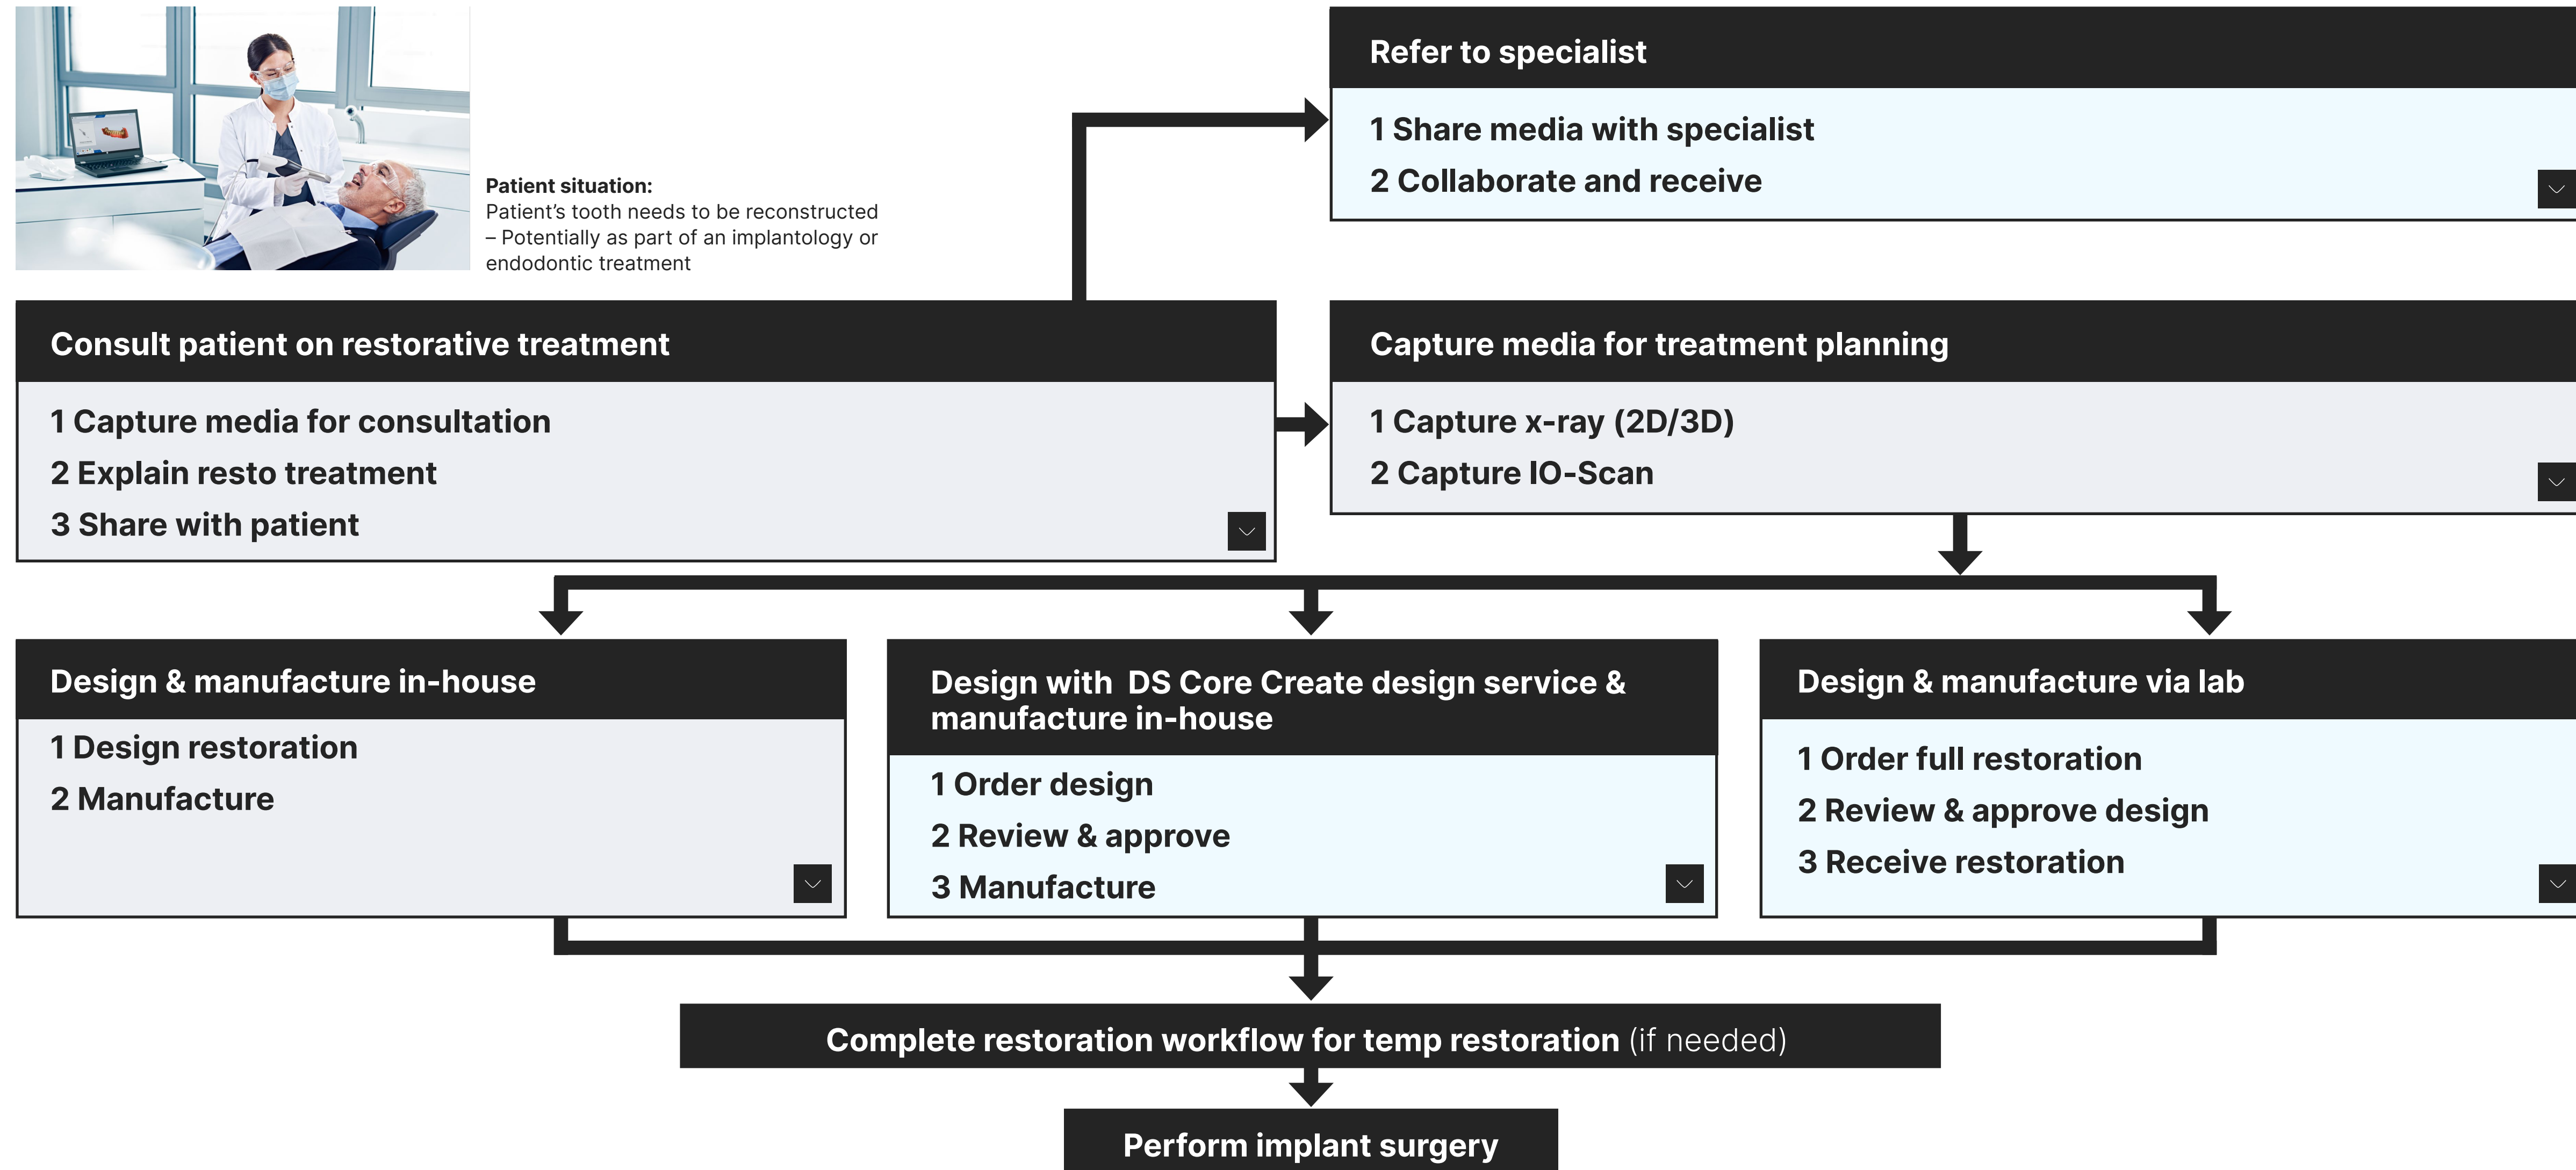 Patient situation:
Patient’s tooth needs to be reconstructed
– Potentially as part of an implantology or
endodontic treatment
Refer to specialist
1 Share media with specialist
2 Collaborate and receive
Consult patient on restorative treatment
1 Capture media for consultation
2 Explain resto treatment
3 Share with patient
Capture media for treatment planning
1 Capture x-ray (2D/3D)
2 Capture IO-Scan
Design & manufacture in-house
1 Design restoration
2 Manufacture
Design with  DS Core Create design service &
manufacture in-house
1 Order design
2 Review & approve
3 Manufacture
Design & manufacture via lab
1 Order full restoration
2 Review & approve design
3 Receive restoration
Complete restoration workflow for temp restoration (if needed)
Perform implant surgery